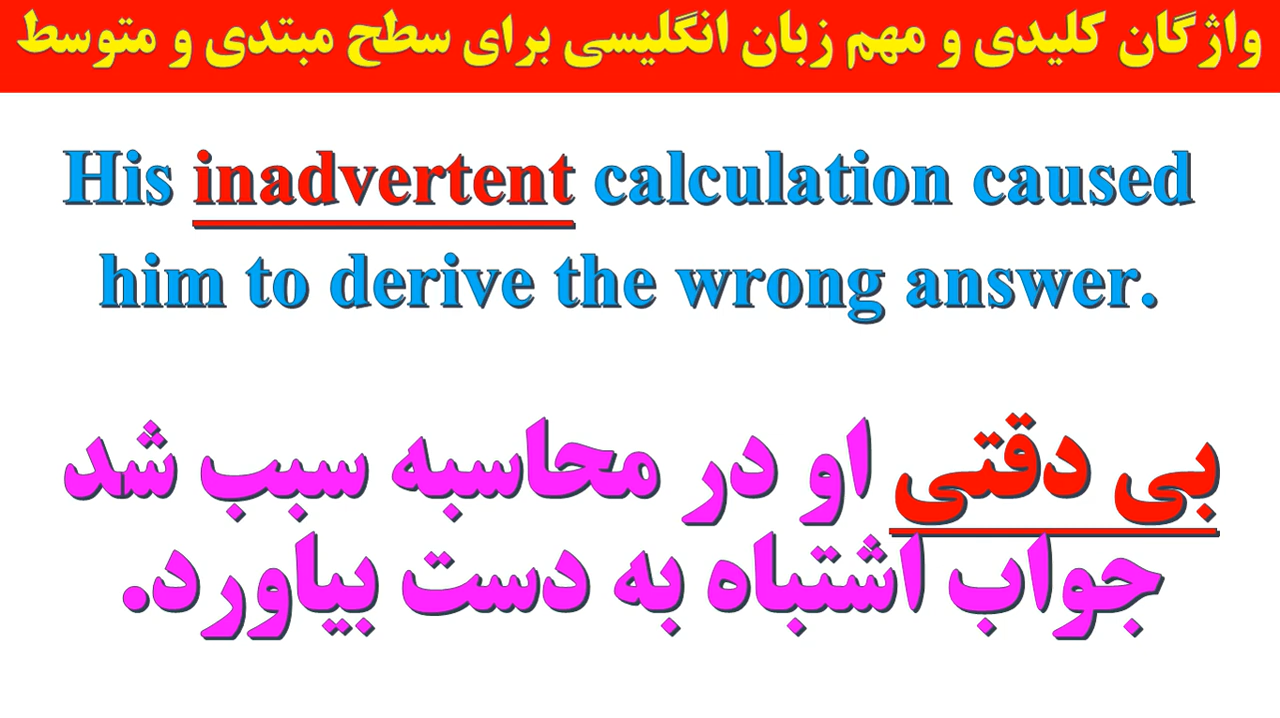 واژگان کلیدی و مهم زبان انگلیسی برای سطح مبتدی و متوسط
His inadvertent calculation caused
him to derive the wrong answer.
بی دقتی او در محاسبه سبب شد
جواب اشتباه به دست بیاورد.